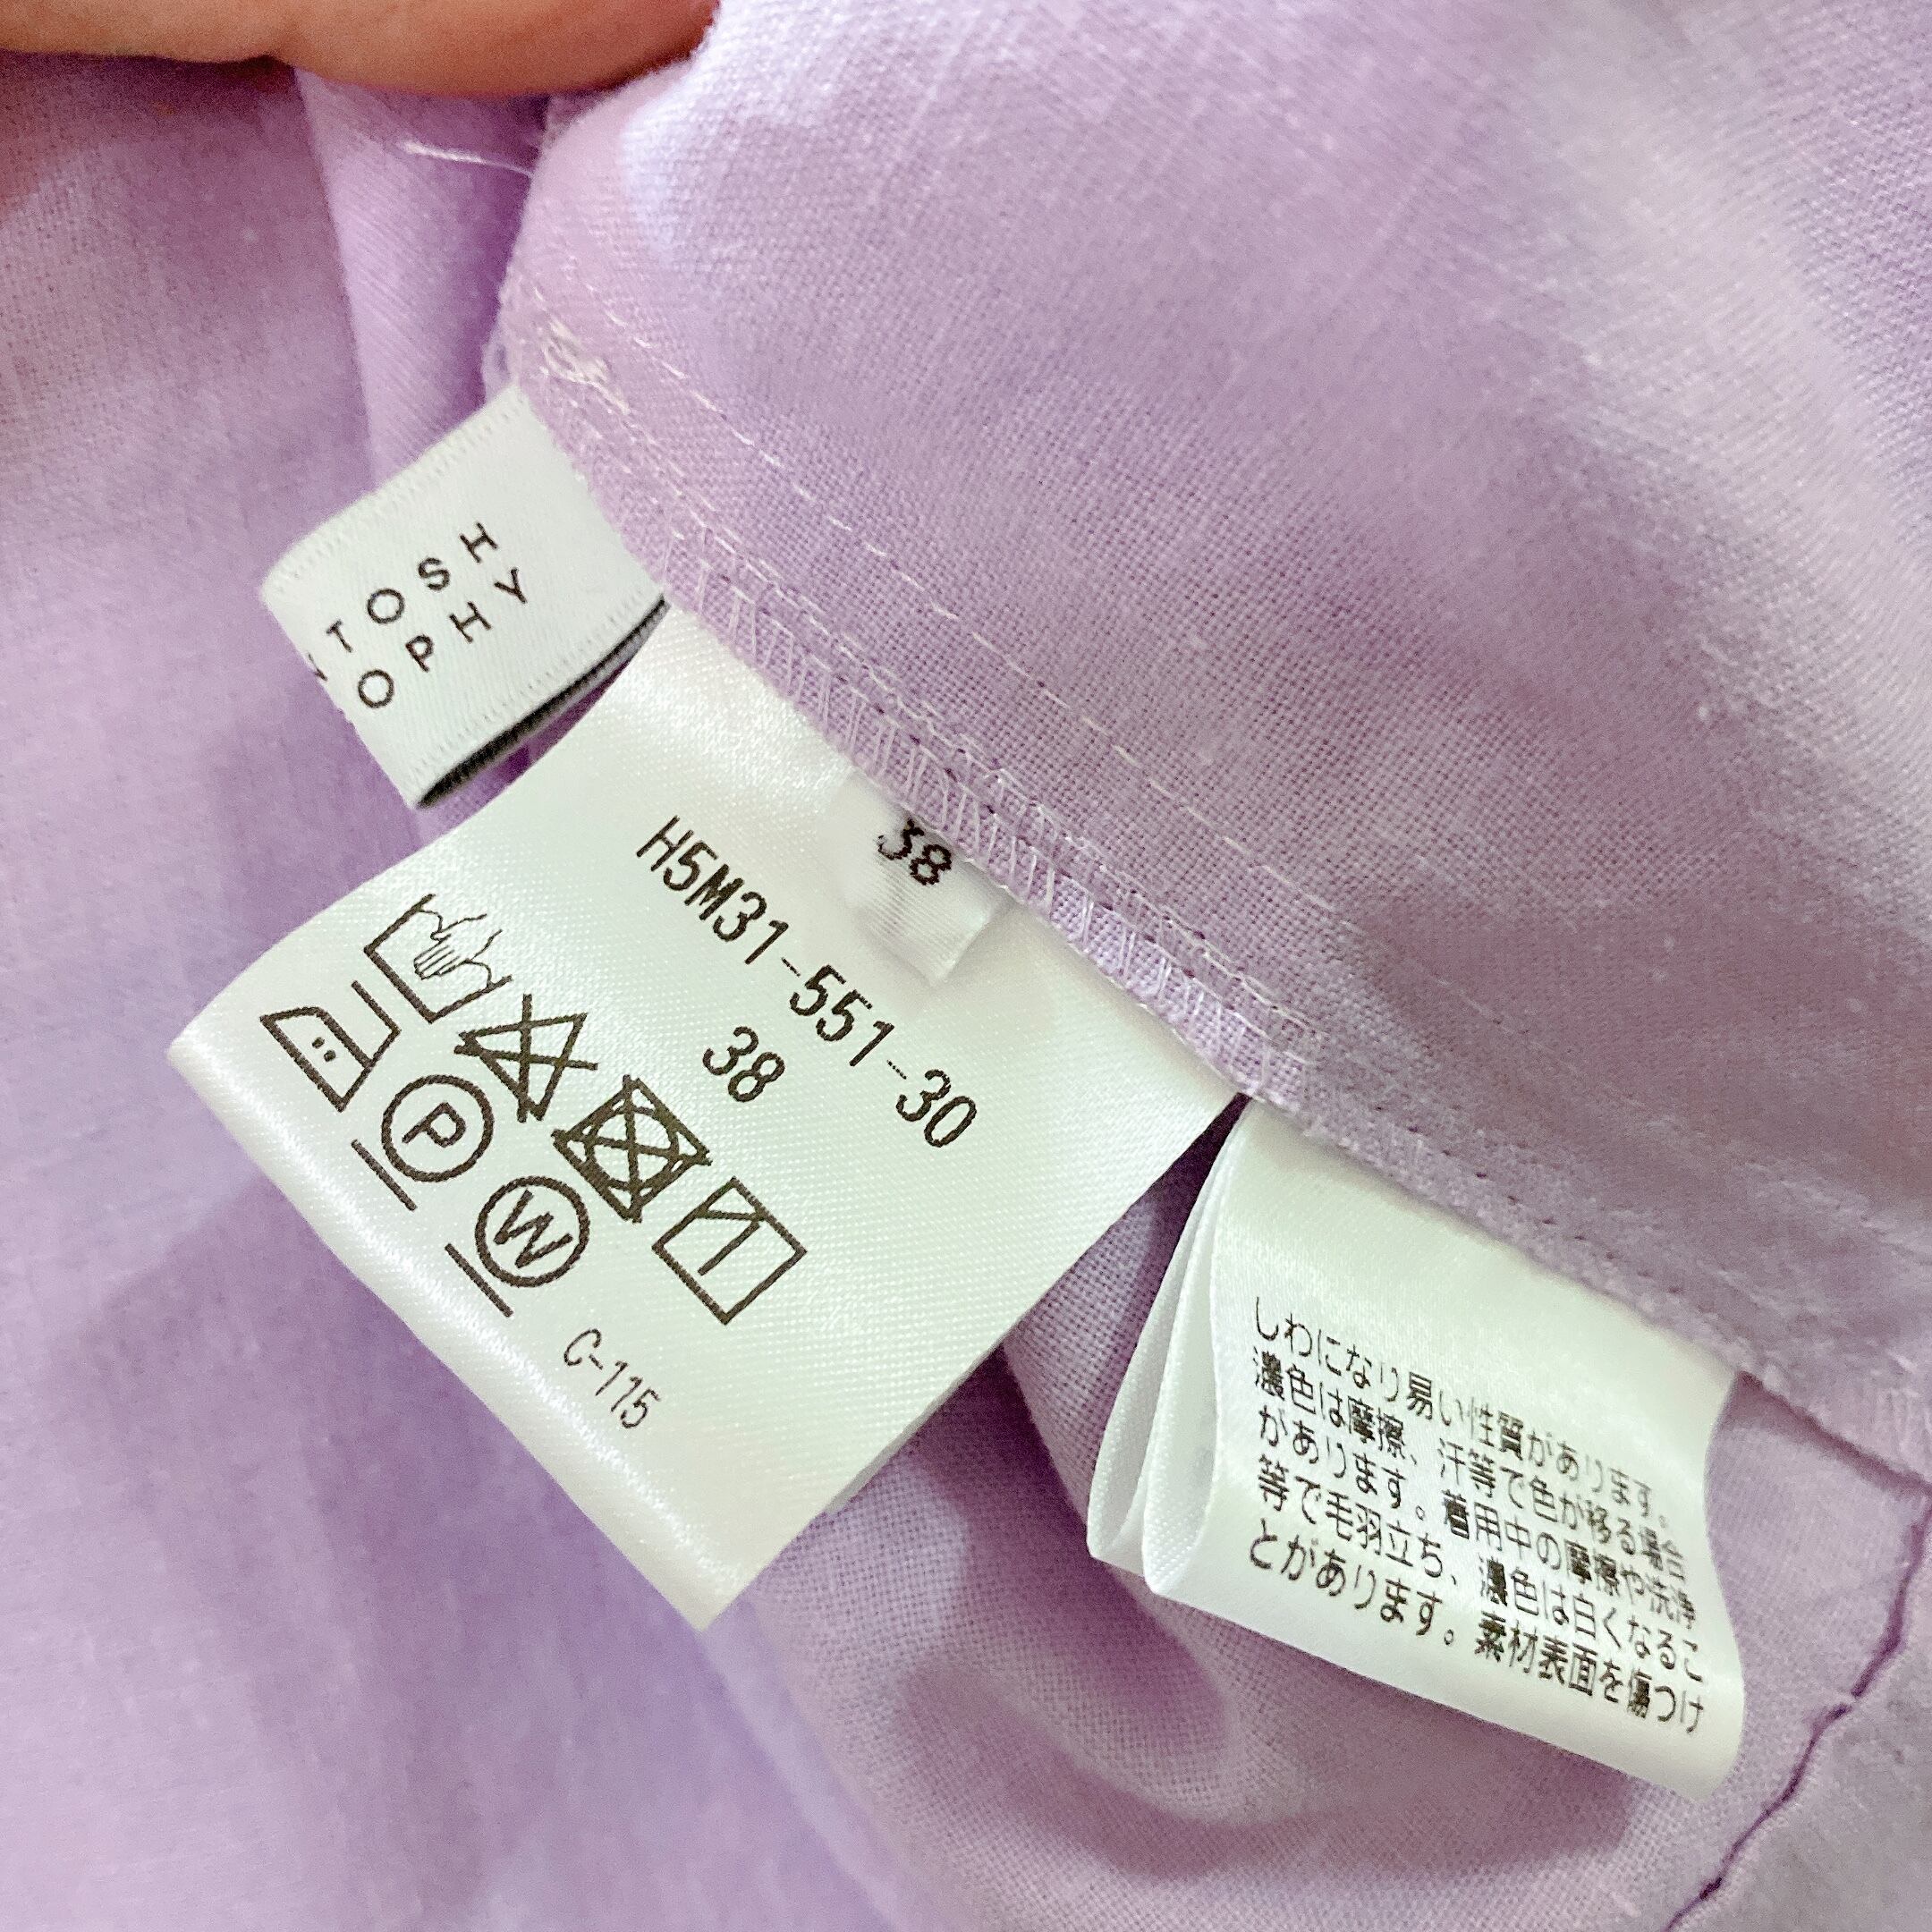 TOSH
OPHY
38
H5M31-551-30
38
P
W
C-115
しわになり易い性質があります。
濃色は摩擦、汗等で色が移る場合
があります。着用中の摩擦や洗浄
等で毛羽立ち、濃色は白くなるこ
とがあります。素材表面を傷つけ